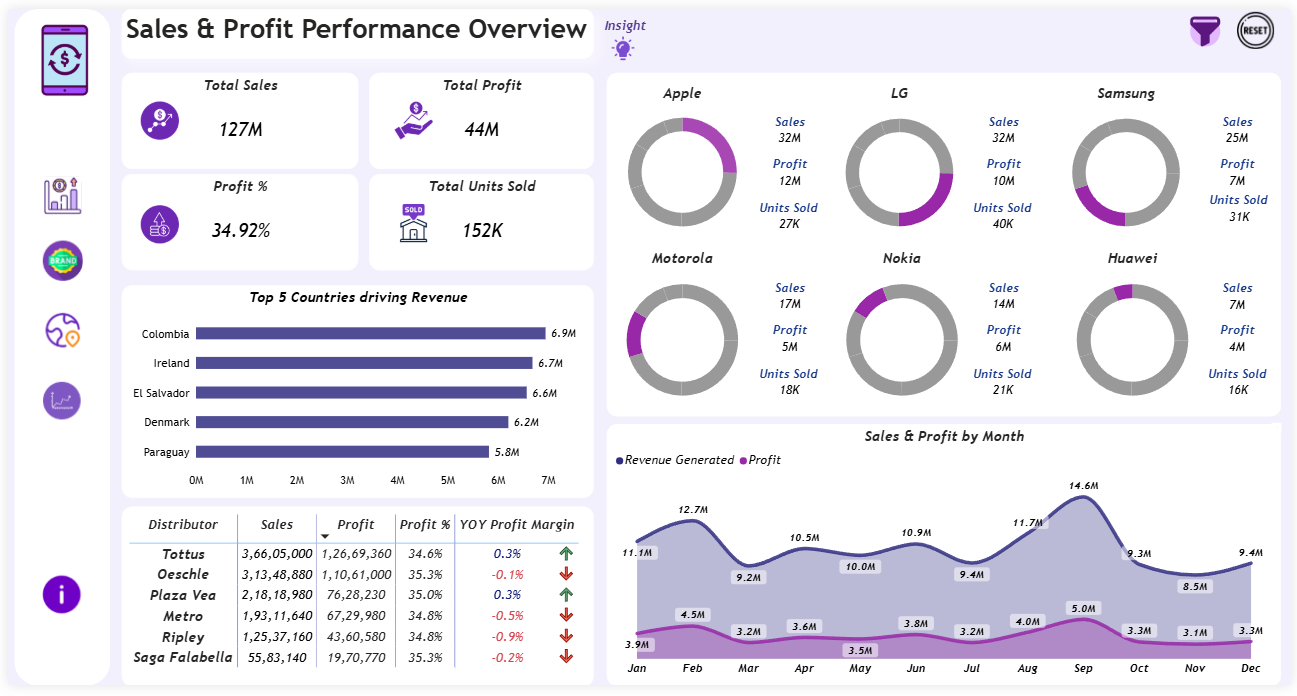 Sales & Profit Performance Overview
Insight
RESET
BRAND
Total Sales
127M
Total Profit
44M
Profit %
34.92%
Total Units Sold
SOLD
152K
Top 5 Countries driving Revenue
Colombia 6.9M
Ireland 6.7M
El Salvador 6.6M
Denmark 6.2M
Paraguay 5.8M
0M 1M 2M 3M 4M 5M 6M 7M
Distributor Sales Profit Profit % YOY Profit Margin
Tottus 3,66,05,000 1,26,69,360 34.6% 0.3%
Oeschle 3,13,48,880 1,10,61,000 35.3% -0.1%
Plaza Vea 2,18,18,980 76,28,230 35.0% 0.3%
Metro 1,93,11,640 67,29,980 34.8% -0.5%
Ripley 1,25,37,160 43,60,580 34.8% -0.9%
Saga Falabella 55,83,140 19,70,770 35.3% -0.2%
Apple
Sales
32M
Profit
12M
Units Sold
27K
LG
Sales
32M
Profit
10M
Units Sold
40K
Samsung
Sales
25M
Profit
7M
Units Sold
31K
Motorola
Sales
17M
Profit
5M
Units Sold
18K
Nokia
Sales
14M
Profit
6M
Units Sold
21K
Huawei
Sales
7M
Profit
4M
Units Sold
16K
Sales & Profit by Month
Revenue Generated Profit
11.1M 12.7M 9.2M 10.5M 10.0M 10.9M 9.4M 11.7M 14.6M 9.3M 8.5M 9.4M
3.9M 4.5M 3.2M 3.6M 3.5M 3.8M 3.2M 4.0M 5.0M 3.3M 3.1M 3.3M
Jan Feb Mar Apr May Jun Jul Aug Sep Oct Nov Dec